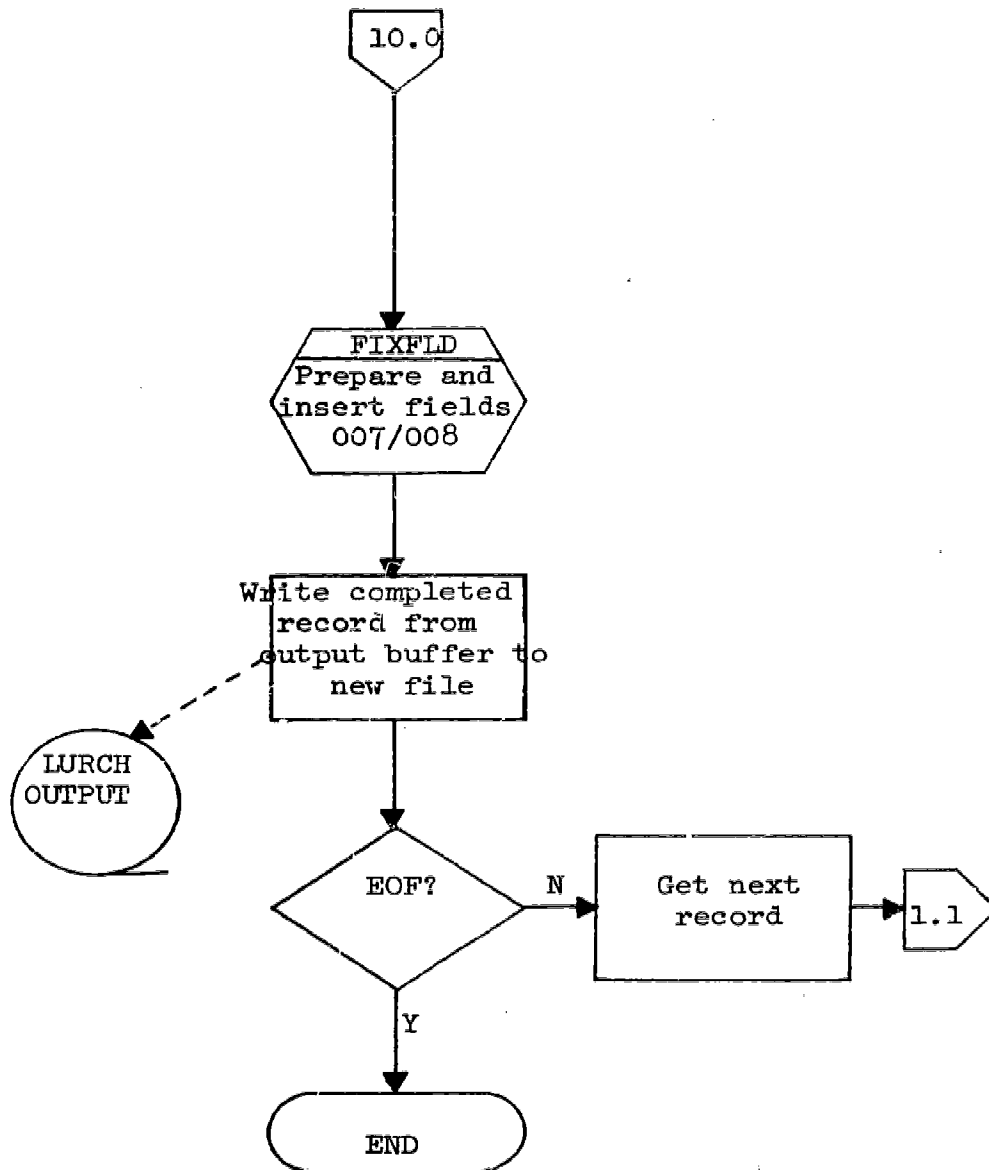 10.0
FIXFLD
Prepare and
insert fields
007/008
Write completed
record from
output buffer to
new file
LURCH
OUTPUT
EOF?
N
Get next
record
1.1
Y
END